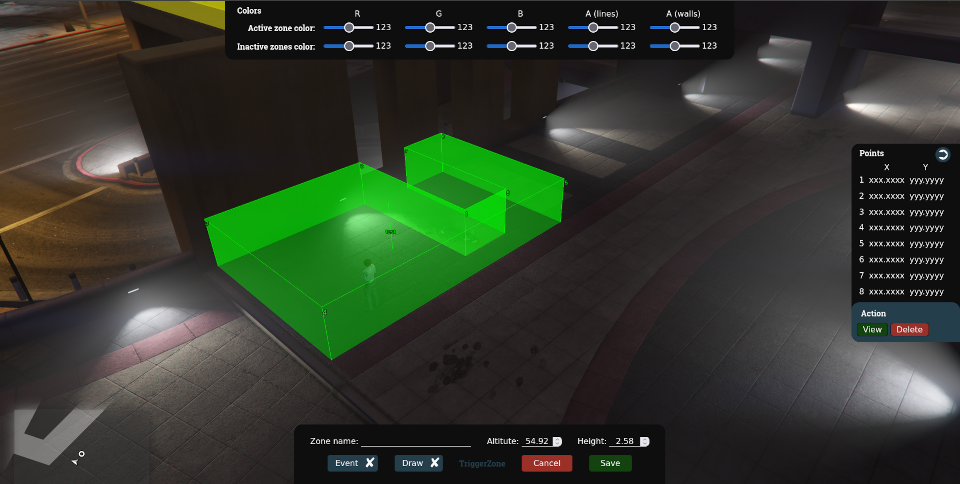 Colors
R G B A (lines) A (walls)
Active zone color: 123 123 123 123 123
Inactive zones color: 123 123 123 123 123
Points
X Y
1 xxx.xxxx yyy.yyyy
2 xxx.xxxx yyy.yyyy
3 xxx.xxxx yyy.yyyy
4 xxx.xxxx yyy.yyyy
5 xxx.xxxx yyy.yyyy
6 xxx.xxxx yyy.yyyy
7 xxx.xxxx yyy.yyyy
8 xxx.xxxx yyy.yyyy
Action
View Delete
Zone name: Altitute: 54.92 Height: 2.58
Event ✘ Draw ✘ TriggerZone Cancel Save